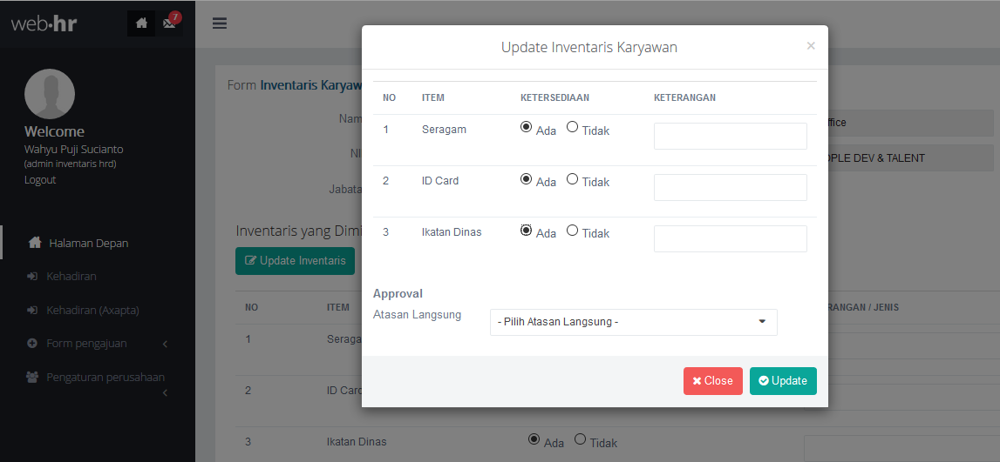 web·hr
7
Welcome
Wahyu Puji Sucianto
(admin inventaris hrd)
Logout
Halaman Depan
Kehadiran
Kehadiran (Axapta)
Form pengajuan
Pengaturan perusahaan
Form Inventaris Karyaw
Nam
NI
Jabata
ffice
OPLE DEV & TALENT
Inventaris yang Dimi
Update Inventaris
NO ITEM RANGAN / JENIS
1 Seraga
2 ID Card
3 Ikatan Dinas Ada Tidak
Update Inventaris Karyawan ×
NO ITEM KETERSEDIAAN KETERANGAN
1 Seragam Ada Tidak
2 ID Card Ada Tidak
3 Ikatan Dinas Ada Tidak
Approval
Atasan Langsung - Pilih Atasan Langsung -
Close Update